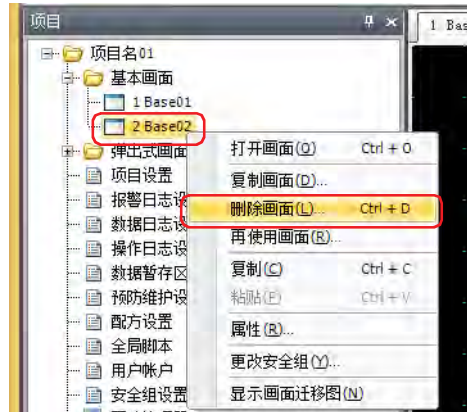 项目
1 Bas
项目名01
基本画面
1 Base01
2 Base02
弹出式画面
打开画面(O) Ctrl + O
项目设置
复制画面(D)...
报警日志设
删除画面(L)... Ctrl + D
数据日志设
再使用画面(R)...
操作日志设
数据暂存区
复制(C) Ctrl + C
预防维护设
粘贴(P) Ctrl + V
配方设置
属性(R)...
全局脚本
更改安全组(Y)...
用户帐户
安全组设置
显示画面迁移图(N)